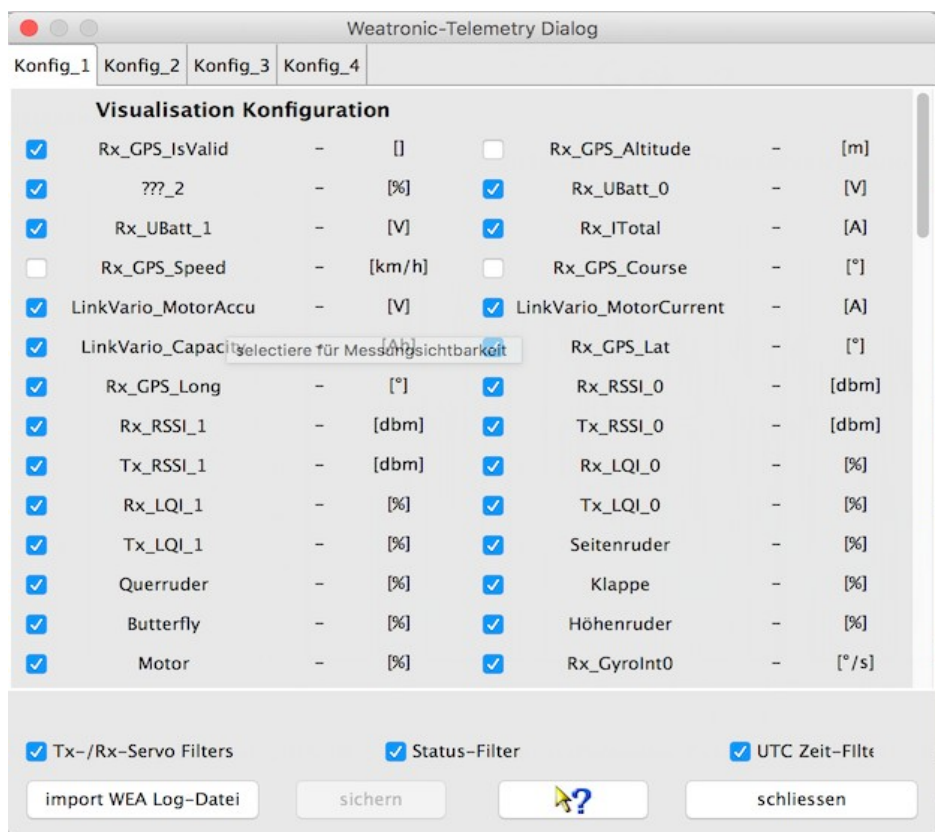 Weatronic-Telemetry Dialog
Konfig_1 Konfig_2 Konfig_3 Konfig_4
Visualisation Konfiguration
Rx_GPS_IsValid – [] Rx_GPS_Altitude – [m]
???_2 – [%] Rx_UBatt_0 – [V]
Rx_UBatt_1 – [V] Rx_ITotal – [A]
Rx_GPS_Speed – [km/h] Rx_GPS_Course – [°]
LinkVario_MotorAccu – [V] LinkVario_MotorCurrent – [A]
LinkVario_Capacity [Ah] Rx_GPS_Lat – [°]
selectiere für Messungsichtbarkeit
Rx_GPS_Long – [°] Rx_RSSI_0 – [dbm]
Rx_RSSI_1 – [dbm] Tx_RSSI_0 – [dbm]
Tx_RSSI_1 – [dbm] Rx_LQI_0 – [%]
Rx_LQI_1 – [%] Tx_LQI_0 – [%]
Tx_LQI_1 – [%] Seitenruder – [%]
Querruder – [%] Klappe – [%]
Butterfly – [%] Höhenruder – [%]
Motor – [%] Rx_GyroInt0 – [°/s]
Tx-/Rx-Servo Filters Status-Filter UTC Zeit-FIlte
import WEA Log-Datei sichern ? schliessen